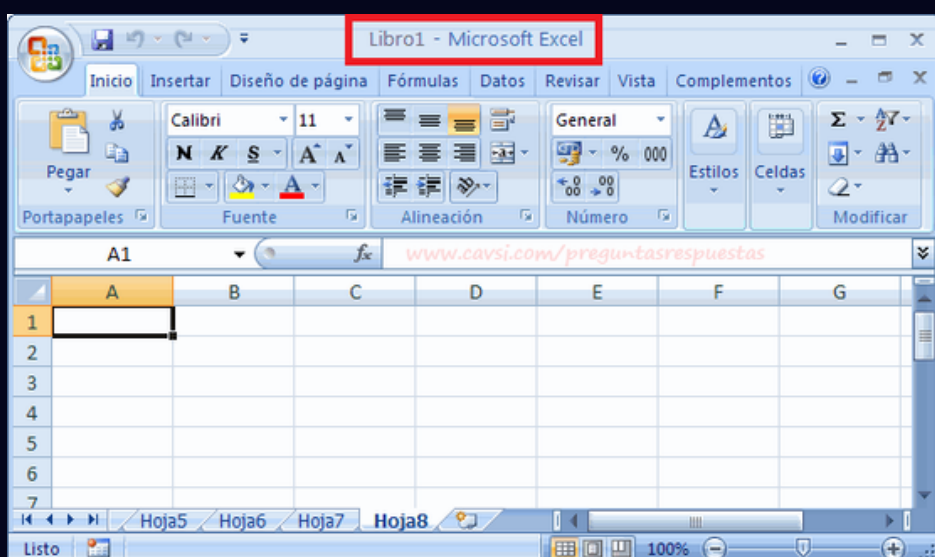 Libro1 - Microsoft Excel
Inicio Insertar Diseño de página Fórmulas Datos Revisar Vista Complementos
Calibri 11 General
N K S A A % 000
Pegar Estilos Celdas
Portapapeles Fuente Alineación Número Modificar
A1 fx www.cavsi.com/preguntasrespuestas
A B C D E F G
1
2
3
4
5
6
7
Hoja5 Hoja6 Hoja7 Hoja8
Listo 100%